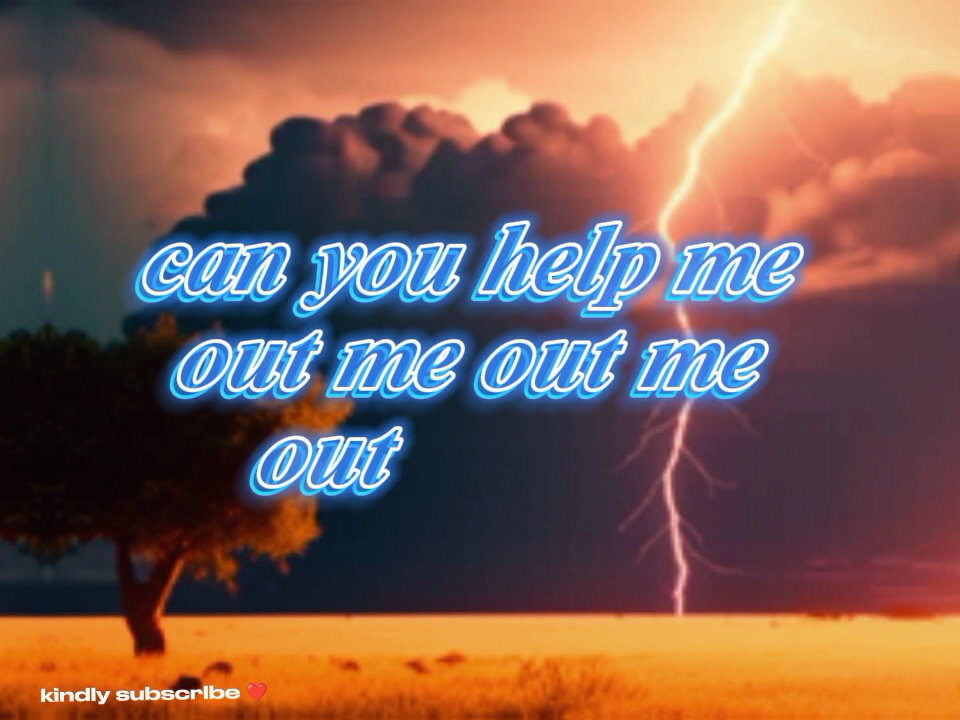 can you help me
out me out me
out
kindly subscribe ❤️